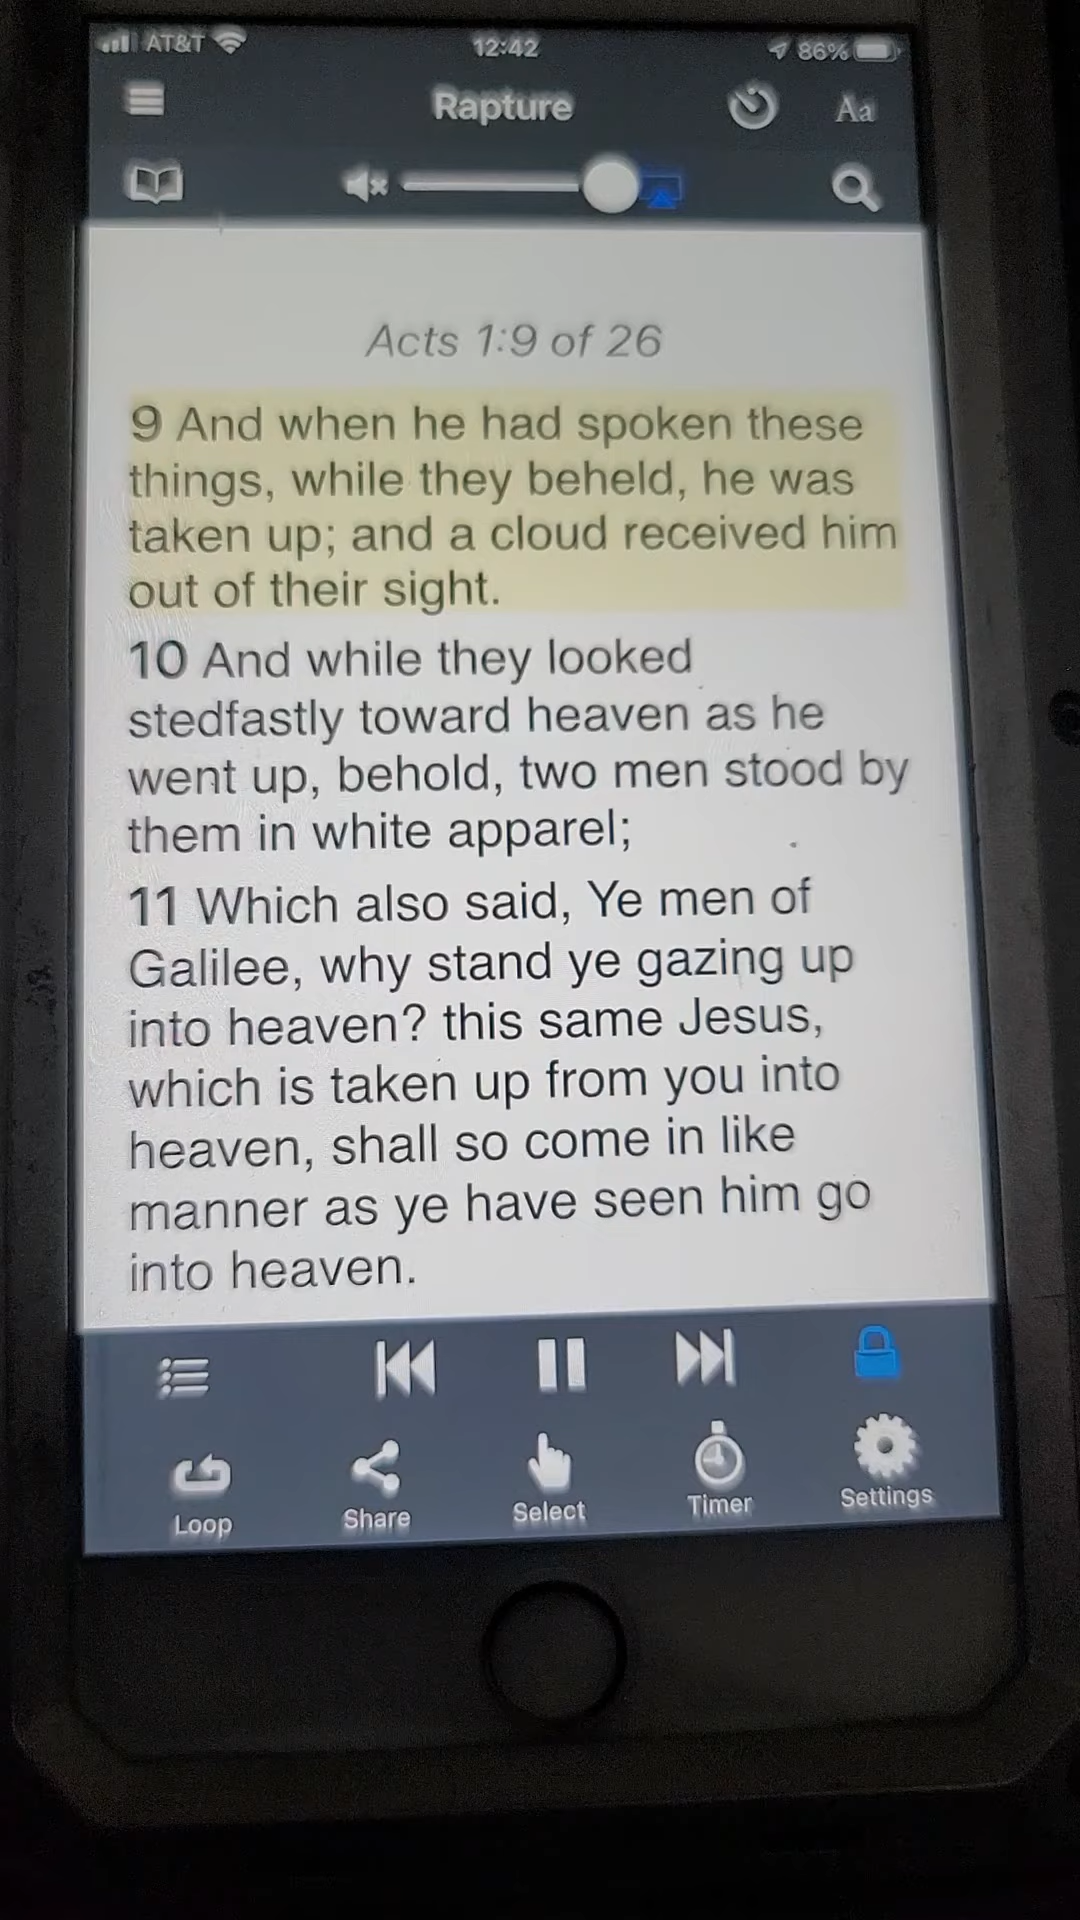 AT&T 12:42 86%
Rapture
Aa
Acts 1:9 of 26
9 And when he had spoken these
things, while they beheld, he was
taken up; and a cloud received him
out of their sight.
10 And while they looked
stedfastly toward heaven as he
went up, behold, two men stood by
them in white apparel;
11 Which also said, Ye men of
Galilee, why stand ye gazing up
into heaven? this same Jesus,
which is taken up from you into
heaven, shall so come in like
manner as ye have seen him go
into heaven.
Loop Share Select Timer Settings